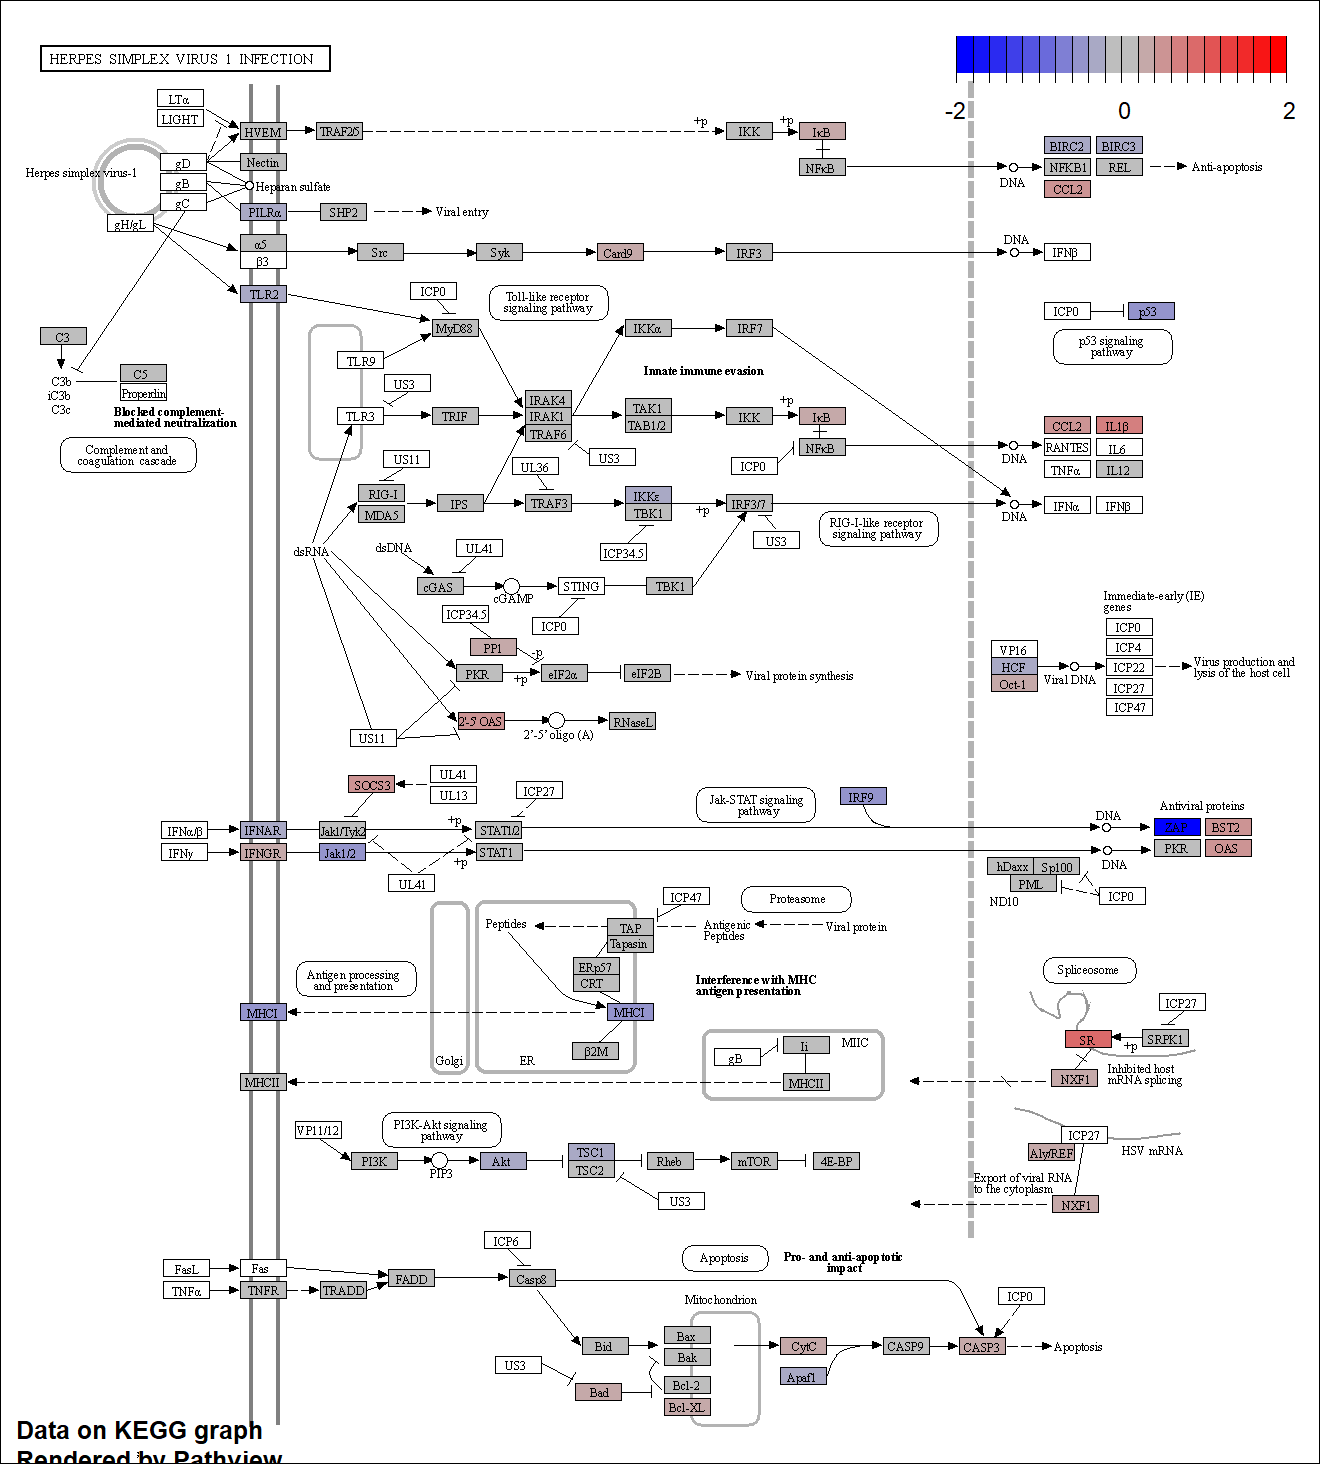 HERPES SIMPLEX VIRUS 1 INFECTION
-2 0 2
LTα
LIGHT
HVEM
TRAF2/5
+p
IKK
+p
IκB
NFκB
DNA
BIRC2 BIRC3
NFKB1 REL
CCL2
Anti-apoptosis
Herpes simplex virus-1
gD
gB
gC
gH/gL
Nectin
Heparan sulfate
PILRα
SHP2
Viral entry
α5
β3
Src
Syk
Card9
IRF3
DNA
IFNβ
TLR2
ICP0
Toll-like receptor
signaling pathway
MyD88
IKKα
IRF7
ICP0
p53
p53 signaling
pathway
C3
C3b
iC3b
C3c
C5
Properdin
Blocked complement-
mediated neutralization
Complement and
coagulation cascade
TLR9
US3
TLR3
TRIF
IRAK4
IRAK1
TRAF6
Innate immune evasion
TAK1
TAB1/2
IKK
+p
IκB
NFκB
ICP0
US3
DNA
CCL2 IL1β
RANTES IL6
TNFα IL12
US11
RIG-I
MDA5
IPS
UL36
TRAF3
IKKε
TBK1
+p
IRF3/7
US3
RIG-I-like receptor
signaling pathway
DNA
IFNα IFNβ
ICP34.5
dsRNA
dsDNA
UL41
cGAS
cGAMP
STING
ICP0
TBK1
ICP34.5
PP1
-p
PKR
+p
eIF2α
eIF2B
Viral protein synthesis
2'-5' OAS
2'-5' oligo (A)
RNaseL
US11
Immediate-early (IE)
genes
VP16
HCF
Oct-1
Viral DNA
ICP0
ICP4
ICP22
ICP27
ICP47
Virus production and
lysis of the host cell
SOCS3
UL41
UL13
ICP27
Jak-STAT signaling
pathway
IRF9
IFNα/β
IFNAR
Jak1/Tyk2
+p
STAT1/2
DNA
Antiviral proteins
ZAP BST2
PKR OAS
IFNγ
IFNGR
Jak1/2
+p
STAT1
DNA
UL41
hDaxx Sp100
PML
ND10
ICP0
ICP47
Proteasome
Peptides
TAP
Tapasin
Antigenic
Peptides
Viral protein
ERp57
CRT
Antigen processing
and presentation
Interference with MHC
antigen presentation
MHCI
MHCI
β2M
Golgi
ER
gB
Ii
MIIC
MHCII
MHCII
Spliceosome
ICP27
SR
+p
SRPK1
NXF1
Inhibited host
mRNA splicing
ICP27
HSV mRNA
Aly/REF
Export of viral RNA
to the cytoplasm
NXF1
VP11/12
PI3K-Akt signaling
pathway
PI3K
PIP3
Akt
TSC1
TSC2
Rheb
mTOR
4E-BP
US3
ICP6
Apoptosis
Pro- and anti-apoptotic
impact
FasL
Fas
TNFα
TNFR
TRADD
FADD
Casp8
Mitochondrion
ICP0
Bid
Bax
Bak
Bcl-2
Bcl-XL
US3
Bad
CytC
Apaf1
CASP9
CASP3
Apoptosis
Data on KEGG graph
Rendered by Pathview